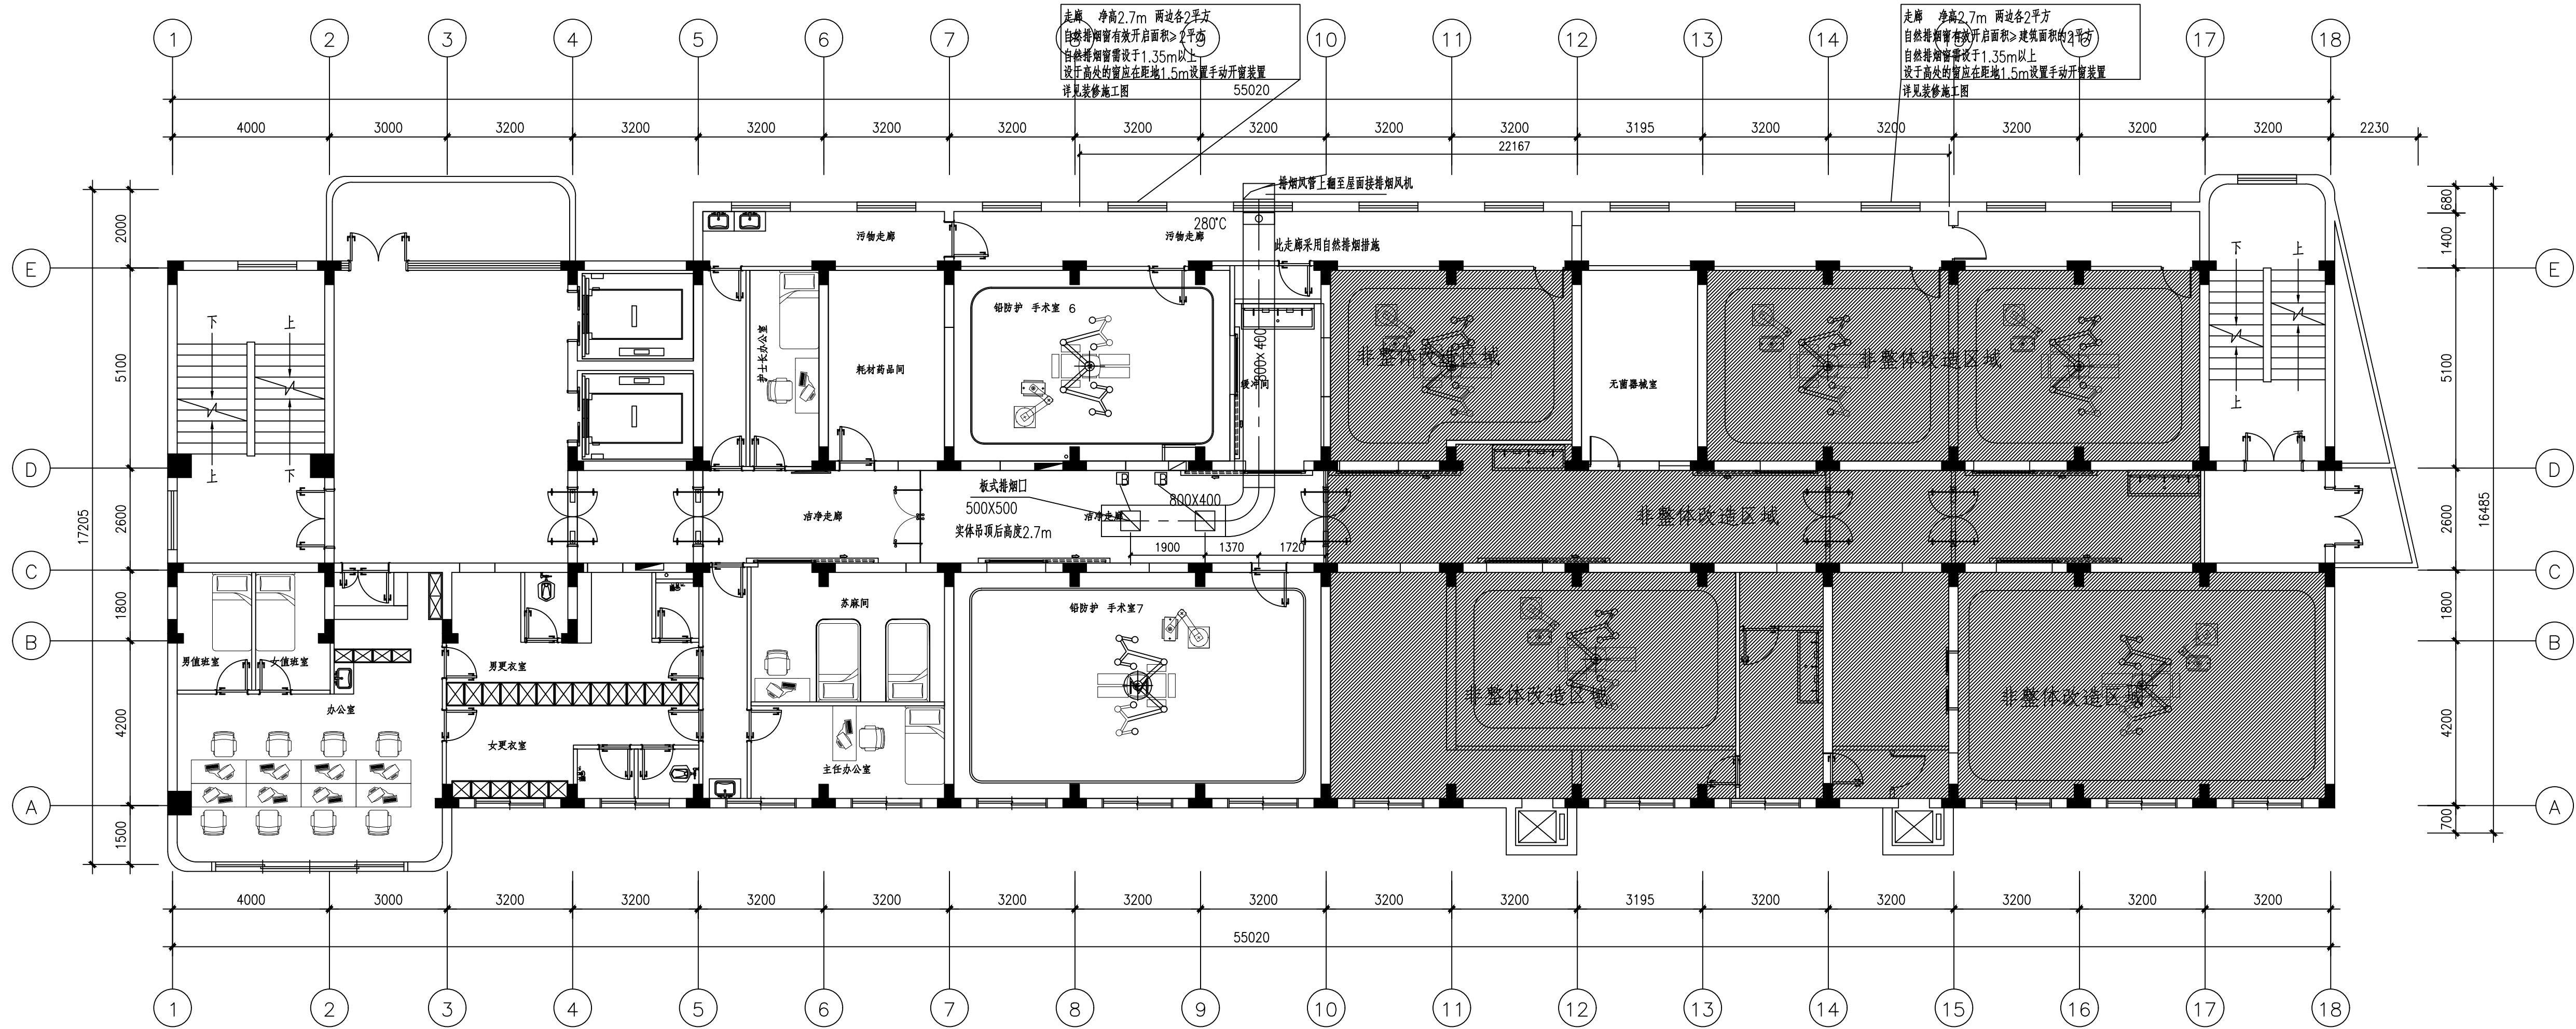 走廊 净高2.7m 两边各2平方
自然排烟窗有效开启面积≥2平方
自然排烟窗需设于1.35m以上
设于高处的窗应在距地1.5m设置手动开窗装置
详见装修施工图
走廊 净高2.7m 两边各2平方
自然排烟窗有效开启面积≥建筑面积的2平方
自然排烟窗需设于1.35m以上
设于高处的窗应在距地1.5m设置手动开窗装置
详见装修施工图
1 2 3 4 5 6 7 8 9 10 11 12 13 14 15 16 17 18
55020
4000 3000 3200 3200 3200 3200 3200 3200 3200 3200 3200 3195 3200 3200 3200 3200 3200 2230
22167
排烟风管上翻至屋面接排烟风机
280℃
污物走廊
污物走廊
此走廊采用自然排烟措施
2000
680
1400
E
E
下 上
下 上
铅防护 手术室 6
护士长办公室
耗材药品间
800×400
缓冲间
非整体改造区域
无菌器械室
非整体改造区域
5100
5100
上
上 下
下
D
D
板式排烟口
500X500
800X400
洁净走廊
洁净走廊
实体吊顶后高度2.7m
非整体改造区域
1900 1370 1720
17205
2600
2600
16485
C
C
苏麻间
铅防护 手术室7
1800
1800
B
B
男值班室 女值班室
男更衣室
办公室
女更衣室
主任办公室
非整体改造区域
非整体改造区域
4200
4200
A
A
1500
700
4000 3000 3200 3200 3200 3200 3200 3200 3200 3200 3200 3195 3200 3200 3200 3200 3200
55020
1 2 3 4 5 6 7 8 9 10 11 12 13 14 15 16 17 18